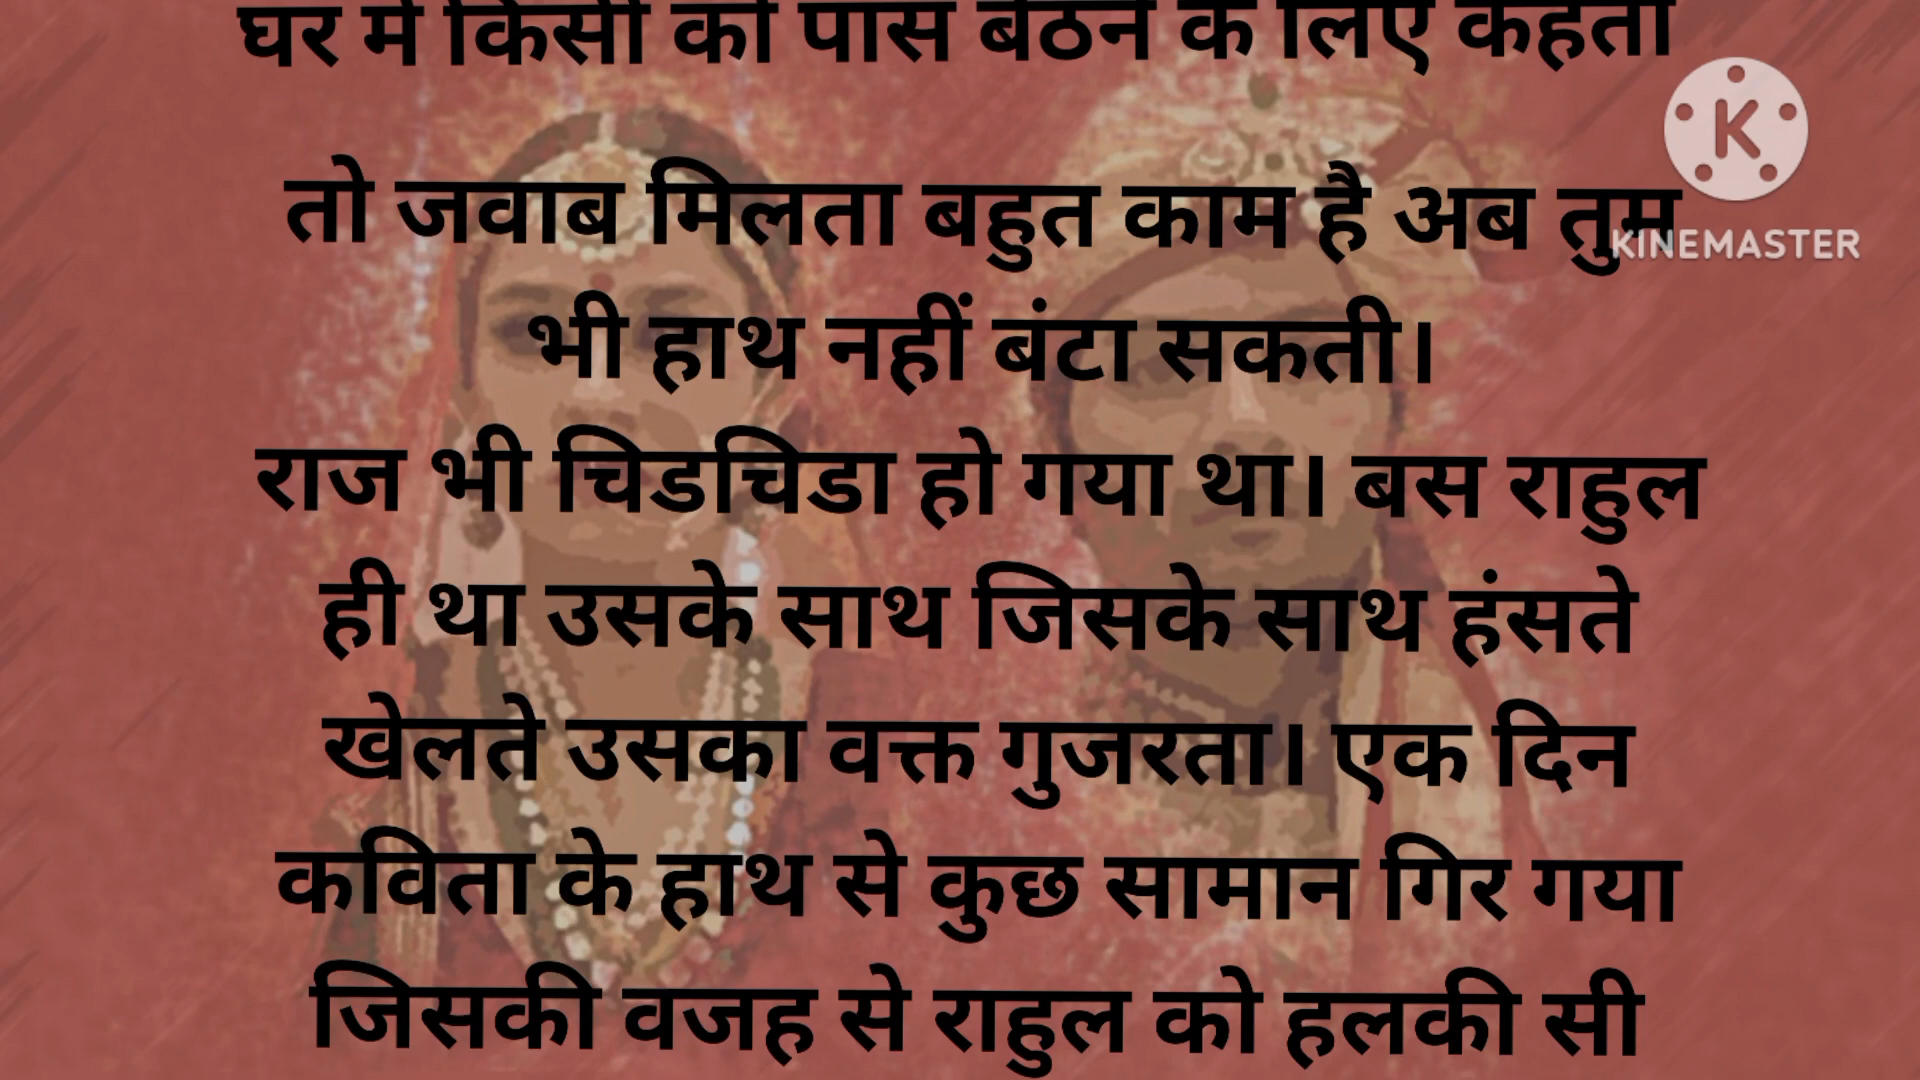 घर में किसी को पास बैठने के लिए कहता
तो जवाब मिलता बहुत काम है अब तुम
भी हाथ नहीं बंटा सकती।
राज भी चिडचिडा हो गया था। बस राहुल
ही था उसके साथ जिसके साथ हंसते
खेलते उसका वक्त गुजरता। एक दिन
कविता के हाथ से कुछ सामान गिर गया
जिसकी वजह से राहुल को हलकी सी
K
KINEMASTER